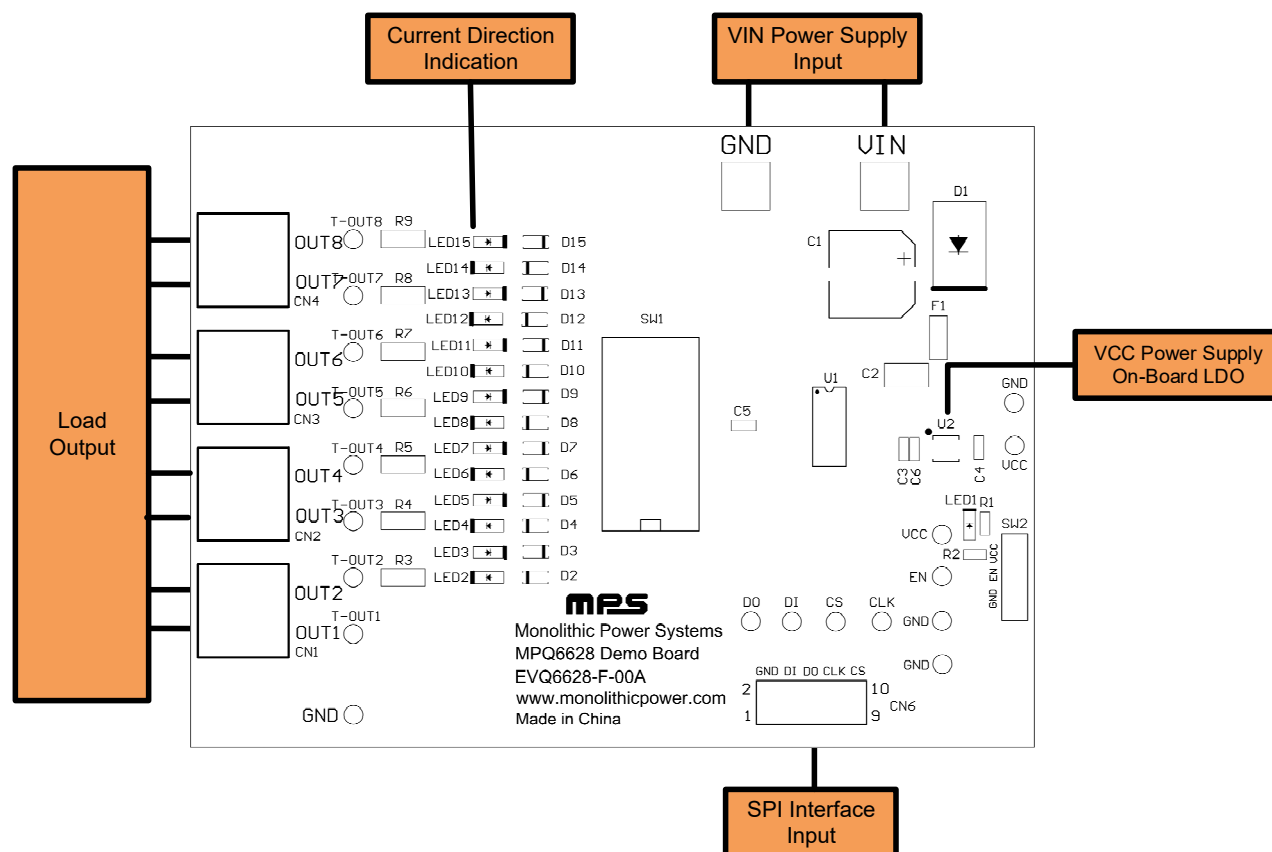 Current Direction
Indication
VIN Power Supply
Input
GND VIN
D1
T-OUT8 R9
OUT8
LED15 D15
C1
LED14 D14
T-OUT7 R8
OUT7
LED13 D13
CN4
F1
LED12 D12
SW1
T-OUT6 R7
OUT6
LED11 D11
VCC Power Supply
On-Board LDO
LED10 D10
C2
U1
GND
T-OUT5 R6
OUT5
LED9 D9
CN3
C5
LED8 D8
U2
Load
Output
T-OUT4 R5
OUT4
LED7 D7
VCC
LED6 D6
C3
C6
C4
T-OUT3 R4
OUT3
LED5 D5
LED1 R1
LED4 D4
CN2
VCC
SW2
LED3 D3
R2
GND EN VCC
T-OUT2 R3
OUT2
LED2 D2
EN
MPS
DO DI CS CLK
GND
T-OUT1
OUT1
CN1
Monolithic Power Systems
MPQ6628 Demo Board
EVQ6628-F-00A
www.monolithicpower.com
Made in China
GND
GND DI DO CLK CS
2 10
1 9
CN6
GND
SPI Interface
Input